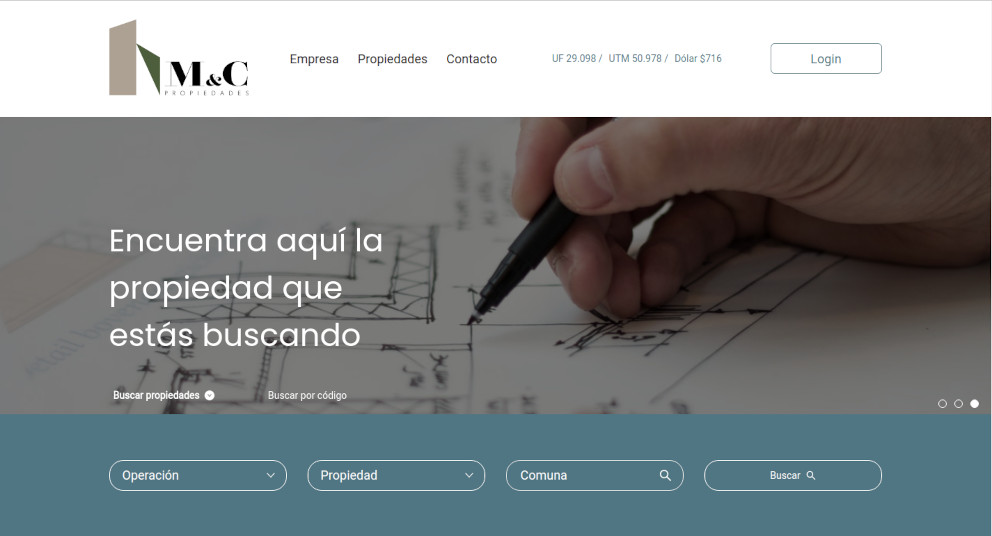 M&C
PROPIEDADES
Empresa Propiedades Contacto
UF 29.098 / UTM 50.978 / Dólar $716
Login
Encuentra aquí la
propiedad que
estás buscando
Buscar propiedades Buscar por código
Operación Propiedad Comuna Buscar